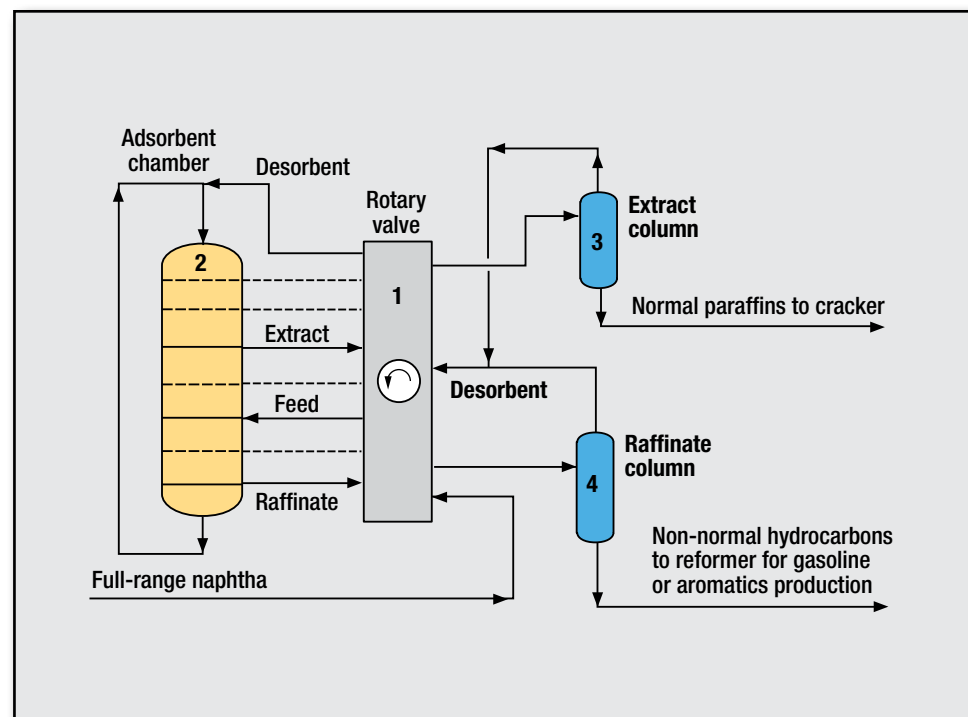 Adsorbent
chamber
Desorbent
Rotary
valve
2
1
3
Extract
column
Normal paraffins to cracker
Extract
Desorbent
Feed
Raffinate
column
4
Raffinate
Non-normal hydrocarbons
to reformer for gasoline
or aromatics production
Full-range naphtha